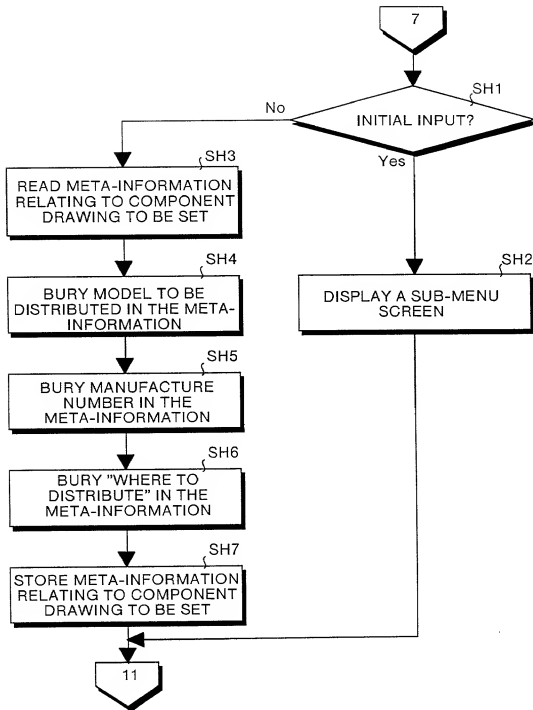 7
SH1
INITIAL INPUT?
No
Yes
SH3
READ META-INFORMATION
RELATING TO COMPONENT
DRAWING TO BE SET
SH4
BURY MODEL TO BE
DISTRIBUTED IN THE META-
INFORMATION
SH5
BURY MANUFACTURE
NUMBER IN THE
META-INFORMATION
SH6
BURY "WHERE TO
DISTRIBUTE" IN THE
META-INFORMATION
SH7
STORE META-INFORMATION
RELATING TO COMPONENT
DRAWING TO BE SET
SH2
DISPLAY A SUB-MENU
SCREEN
11